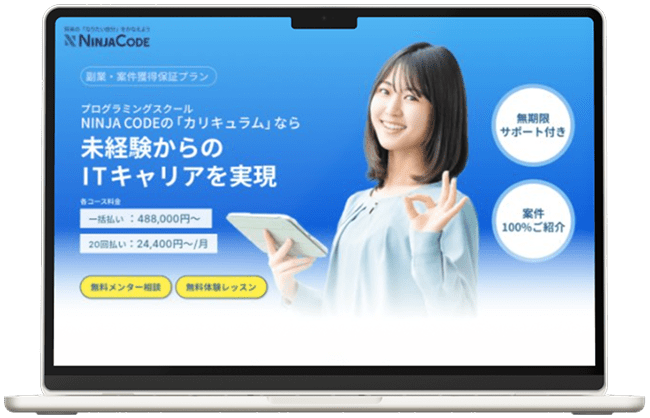 将来の「なりたい自分」をかなえよう
NINJACODE
副業・案件獲得保証プラン
プログラミングスクール
NINJA CODEの「カリキュラム」なら
未経験からの
ITキャリアを実現
各コース料金
一括払い ：488,000円～
20回払い：24,400円～/月
無料メンター相談
無料体験レッスン
無期限
サポート付き
案件
100%ご紹介